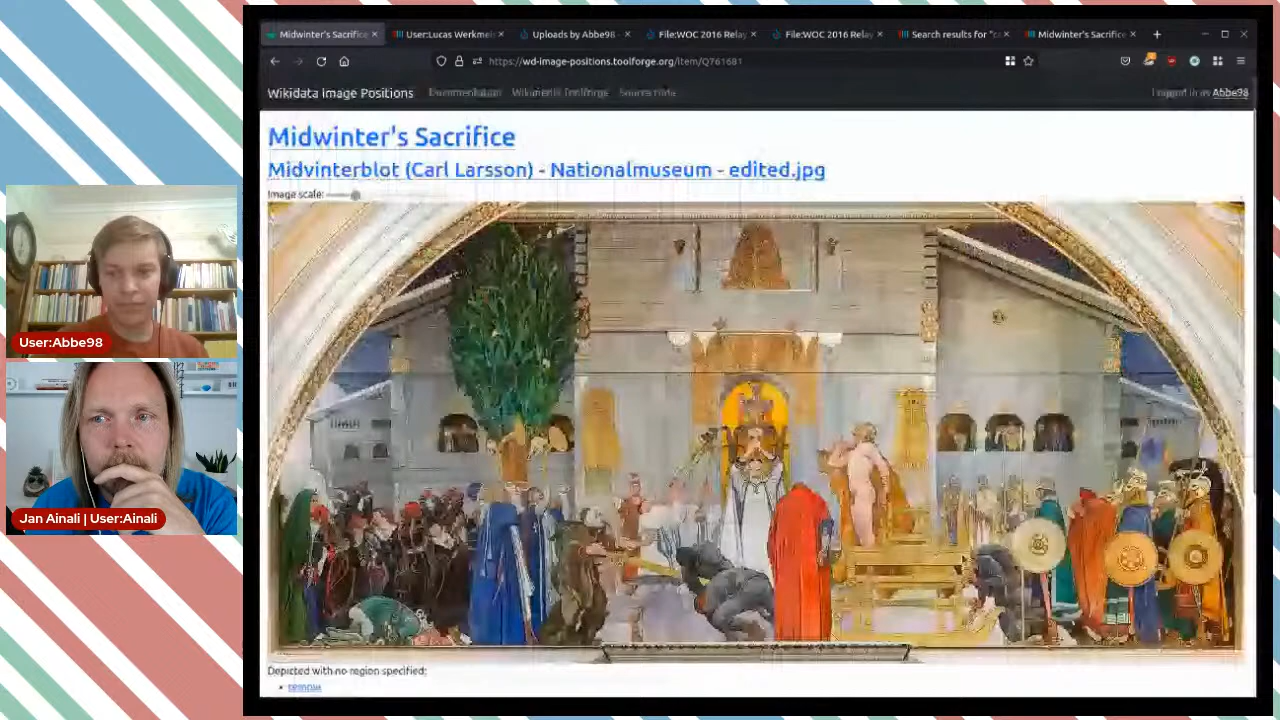 Midwinter's Sacrifice
User:Lucas Werkmeis
Uploads by Abbe98 -
File:WOC 2016 Relay
File:WOC 2016 Relay
Search results for "c
Midwinter's Sacrifice
https://wd-image-positions.toolforge.org/item/Q761681
Wikidata Image Positions
Documentation
Wikimedia Toolforge
Source code
Logged in as Abbe98
Midwinter's Sacrifice
Midvinterblot (Carl Larsson) - Nationalmuseum - edited.jpg
Image scale:
User:Abbe98
Jan Ainali | User:Ainali
Depicted with no region specified:
temple